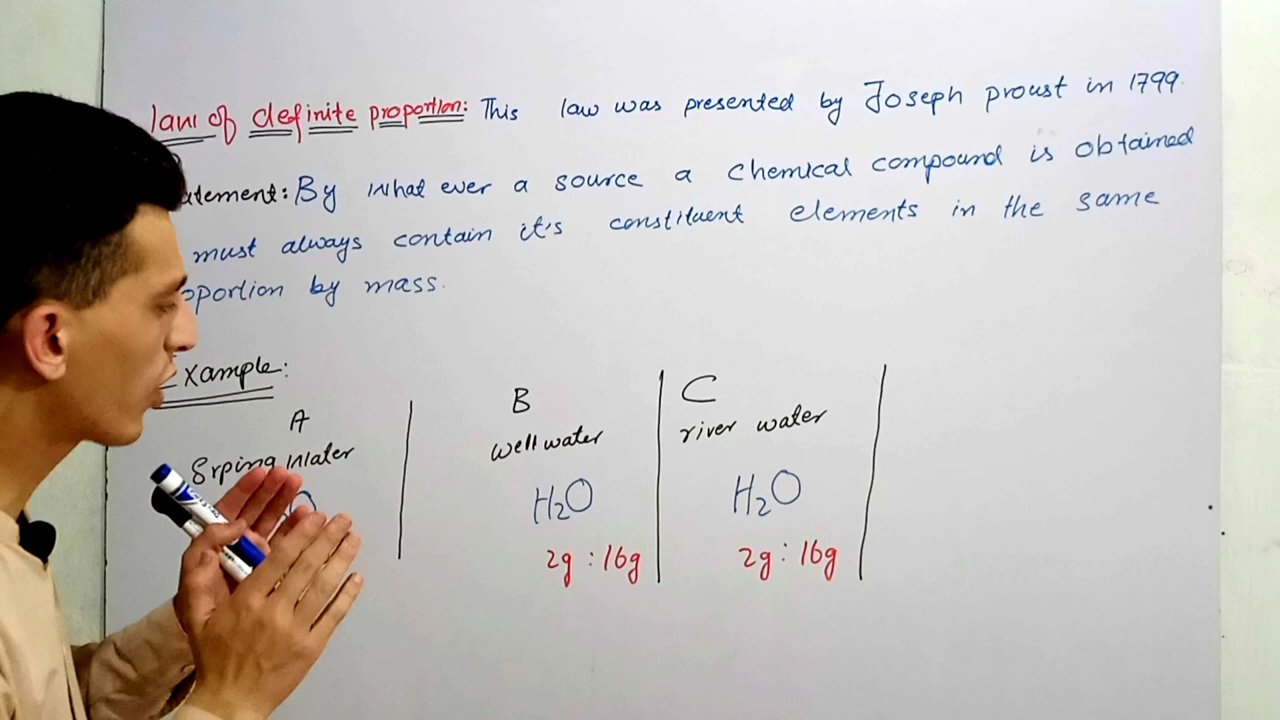 law of definite proportion: This law was presented by Joseph proust in 1799.
atement: By what ever a source a chemical compound is obtained
must always contain it's constituent elements in the same
oportion by mass.
Example:
A B C
Srping water well water river water
O H₂O H₂O
2g : 16g 2g : 16g